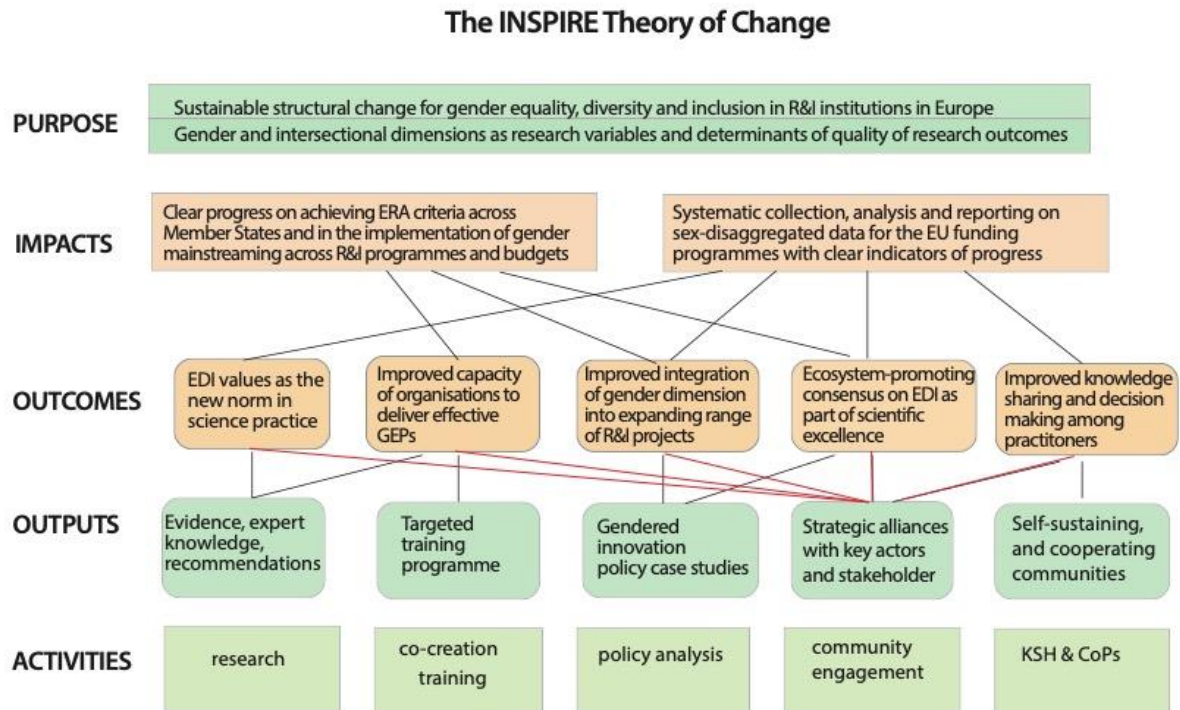 The INSPIRE Theory of Change
PURPOSE
Sustainable structural change for gender equality, diversity and inclusion in R&I institutions in Europe
Gender and intersectional dimensions as research variables and determinants of quality of research outcomes
IMPACTS
Clear progress on achieving ERA criteria across
Member States and in the implementation of gender
mainstreaming across R&I programmes and budgets
Systematic collection, analysis and reporting on
sex-disaggregated data for the EU funding
programmes with clear indicators of progress
OUTCOMES
EDI values as the
new norm in
science practice
Improved capacity
of organisations to
deliver effective
GEPs
Improved integration
of gender dimension
into expanding range
of R&I projects
Ecosystem-promoting
consensus on EDI as
part of scientific
excellence
Improved knowledge
sharing and decision
making among
practitoners
OUTPUTS
Evidence, expert
knowledge,
recommendations
Targeted
training
programme
Gendered
innovation
policy case studies
Strategic alliances
with key actors
and stakeholder
Self-sustaining,
and cooperating
communities
ACTIVITIES
research
co-creation
training
policy analysis
community
engagement
KSH & CoPs